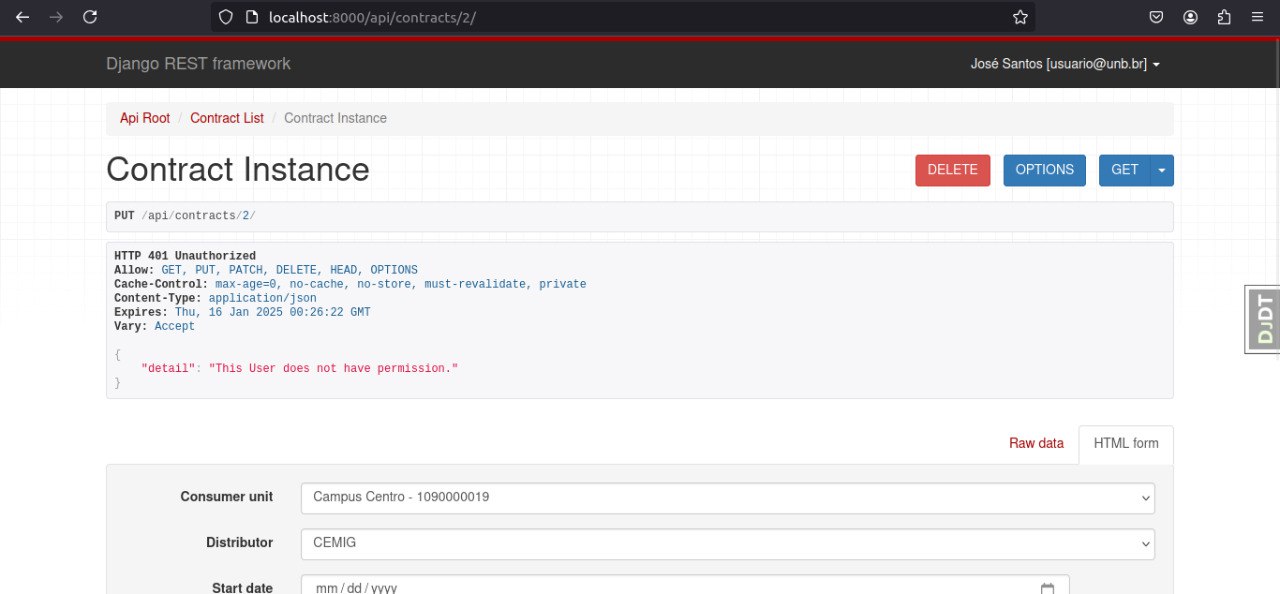 localhost:8000/api/contracts/2/
Django REST framework
José Santos [usuario@unb.br]
Api Root / Contract List / Contract Instance
Contract Instance
DELETE
OPTIONS
GET
PUT /api/contracts/2/
HTTP 401 Unauthorized
Allow: GET, PUT, PATCH, DELETE, HEAD, OPTIONS
Cache-Control: max-age=0, no-cache, no-store, must-revalidate, private
Content-Type: application/json
Expires: Thu, 16 Jan 2025 00:26:22 GMT
Vary: Accept
{
"detail": "This User does not have permission."
}
DJDT
Raw data
HTML form
Consumer unit
Campus Centro - 1090000019
Distributor
CEMIG
Start date
mm / dd / yyyy